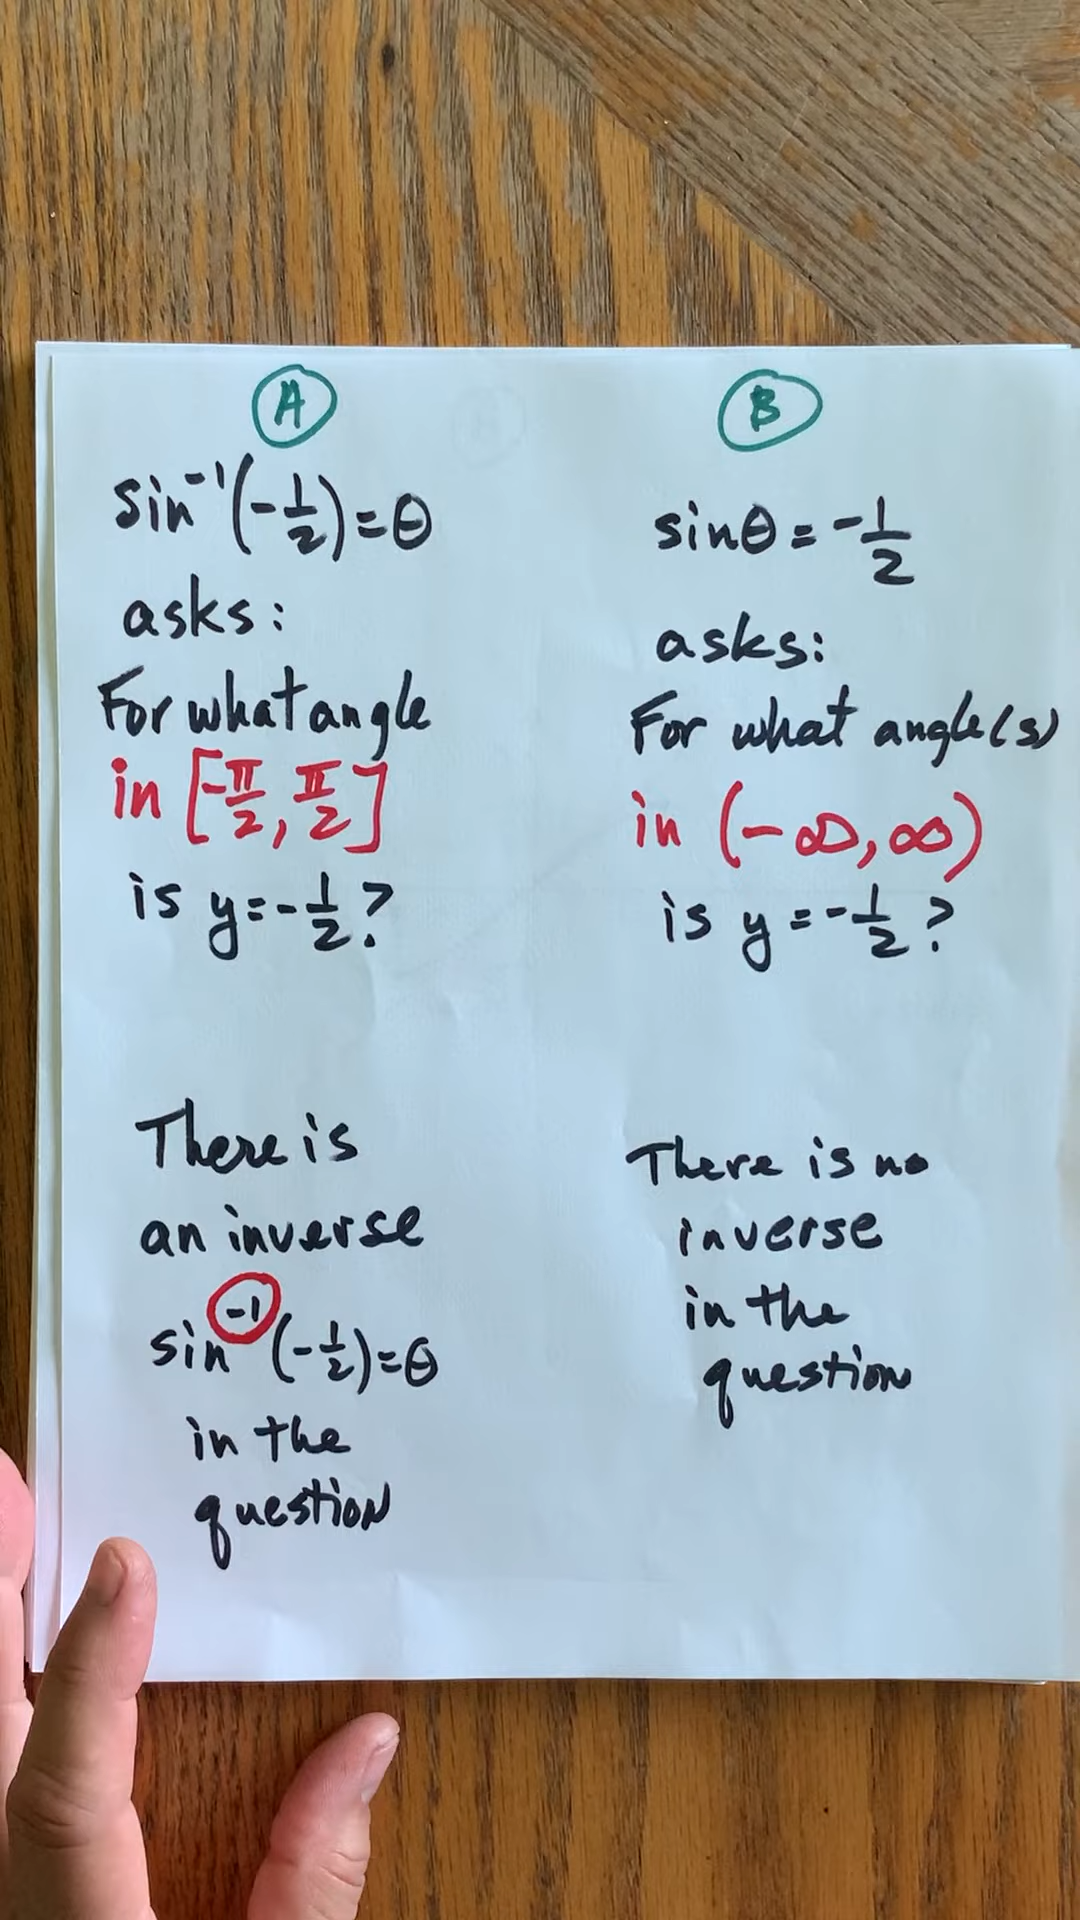 A
sin⁻¹(-1/2)=θ
asks:
For what angle
in [-π/2, π/2]
is y=-1/2?
There is
an inverse
sin⁻¹(-1/2)=θ
in the
question
B
sinθ=-1/2
asks:
For what angle(s)
in (-∞,∞)
is y=-1/2?
There is no
inverse
in the
question